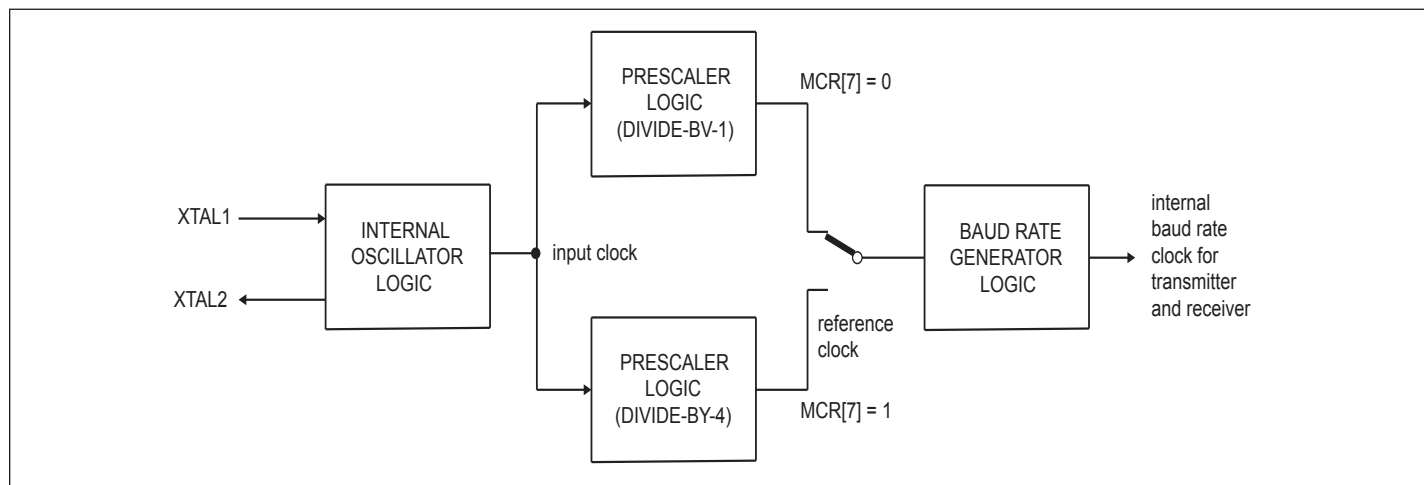 PRESCALER
LOGIC
(DIVIDE-BV-1)
MCR[7] = 0
XTAL1
XTAL2
INTERNAL
OSCILLATOR
LOGIC
input clock
BAUD RATE
GENERATOR
LOGIC
internal
baud rate
clock for
transmitter
and receiver
reference
clock
PRESCALER
LOGIC
(DIVIDE-BY-4)
MCR[7] = 1